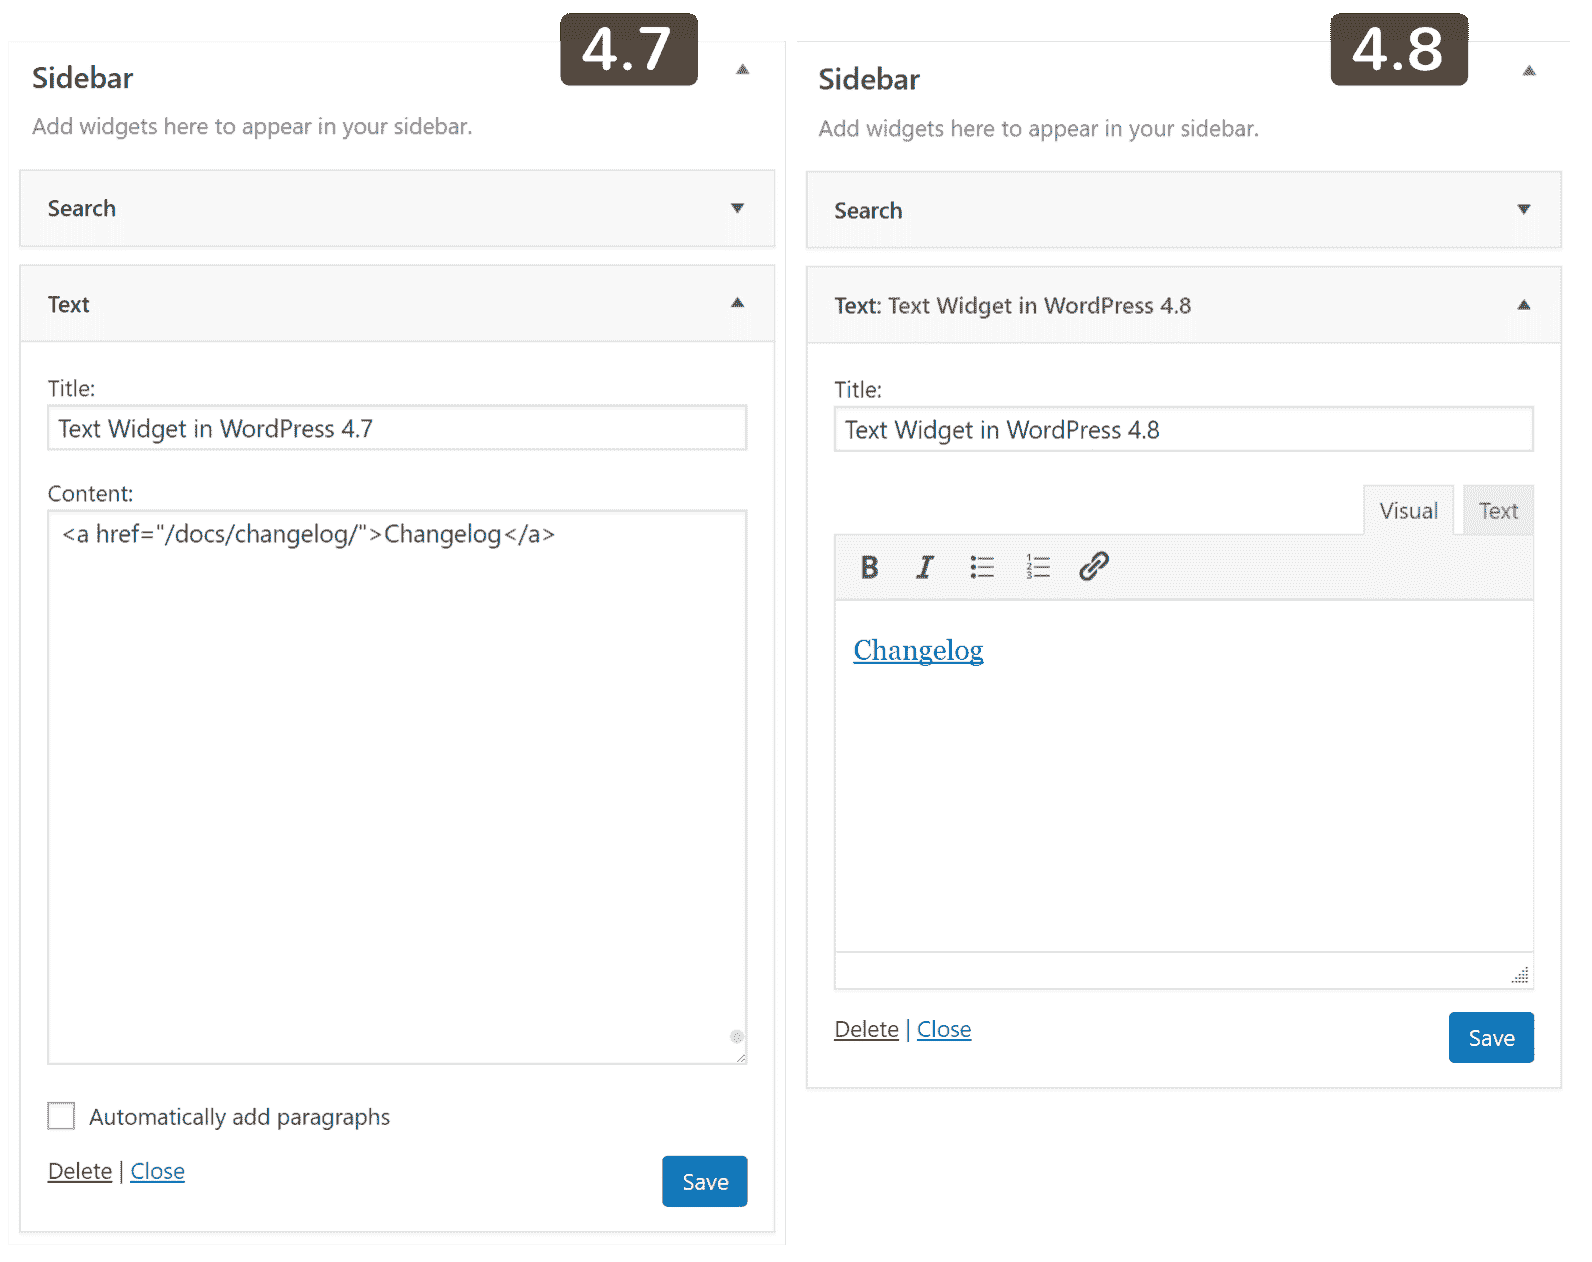 4.7
Sidebar
Add widgets here to appear in your sidebar.
Search
Text
Title:
Text Widget in WordPress 4.7
Content:
<a href="/docs/changelog/">Changelog</a>
Automatically add paragraphs
Delete | Close
Save
4.8
Sidebar
Add widgets here to appear in your sidebar.
Search
Text: Text Widget in WordPress 4.8
Title:
Text Widget in WordPress 4.8
Visual
Text
B I
Changelog
Delete | Close
Save